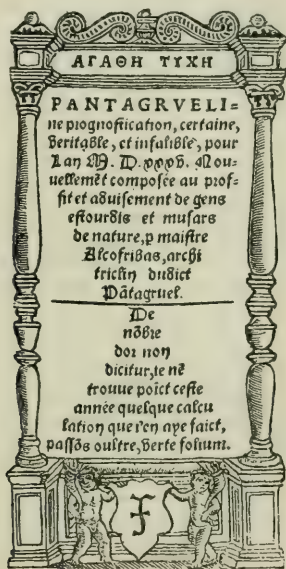 ΑΓΑΘΗ ΤΥΧΗ
PANTAGRVELI=
ne prognosticatiõ, certaine,
veritable, et infalible, pour
Lan M. D. xxxv. Nou=
uellemẽt composée au prof=
fit et aduisement de gens
estourdis et musars
de nature, p maistre
Alcofribas, archi
triclin dudict
Pãtagruel.
De
nõbre
dor non
dicitur, ie nẽ
trouue poĩct ceste
année quelque calcu
lation que i'en aye faict,
passõs oultre, Verte folium.
F